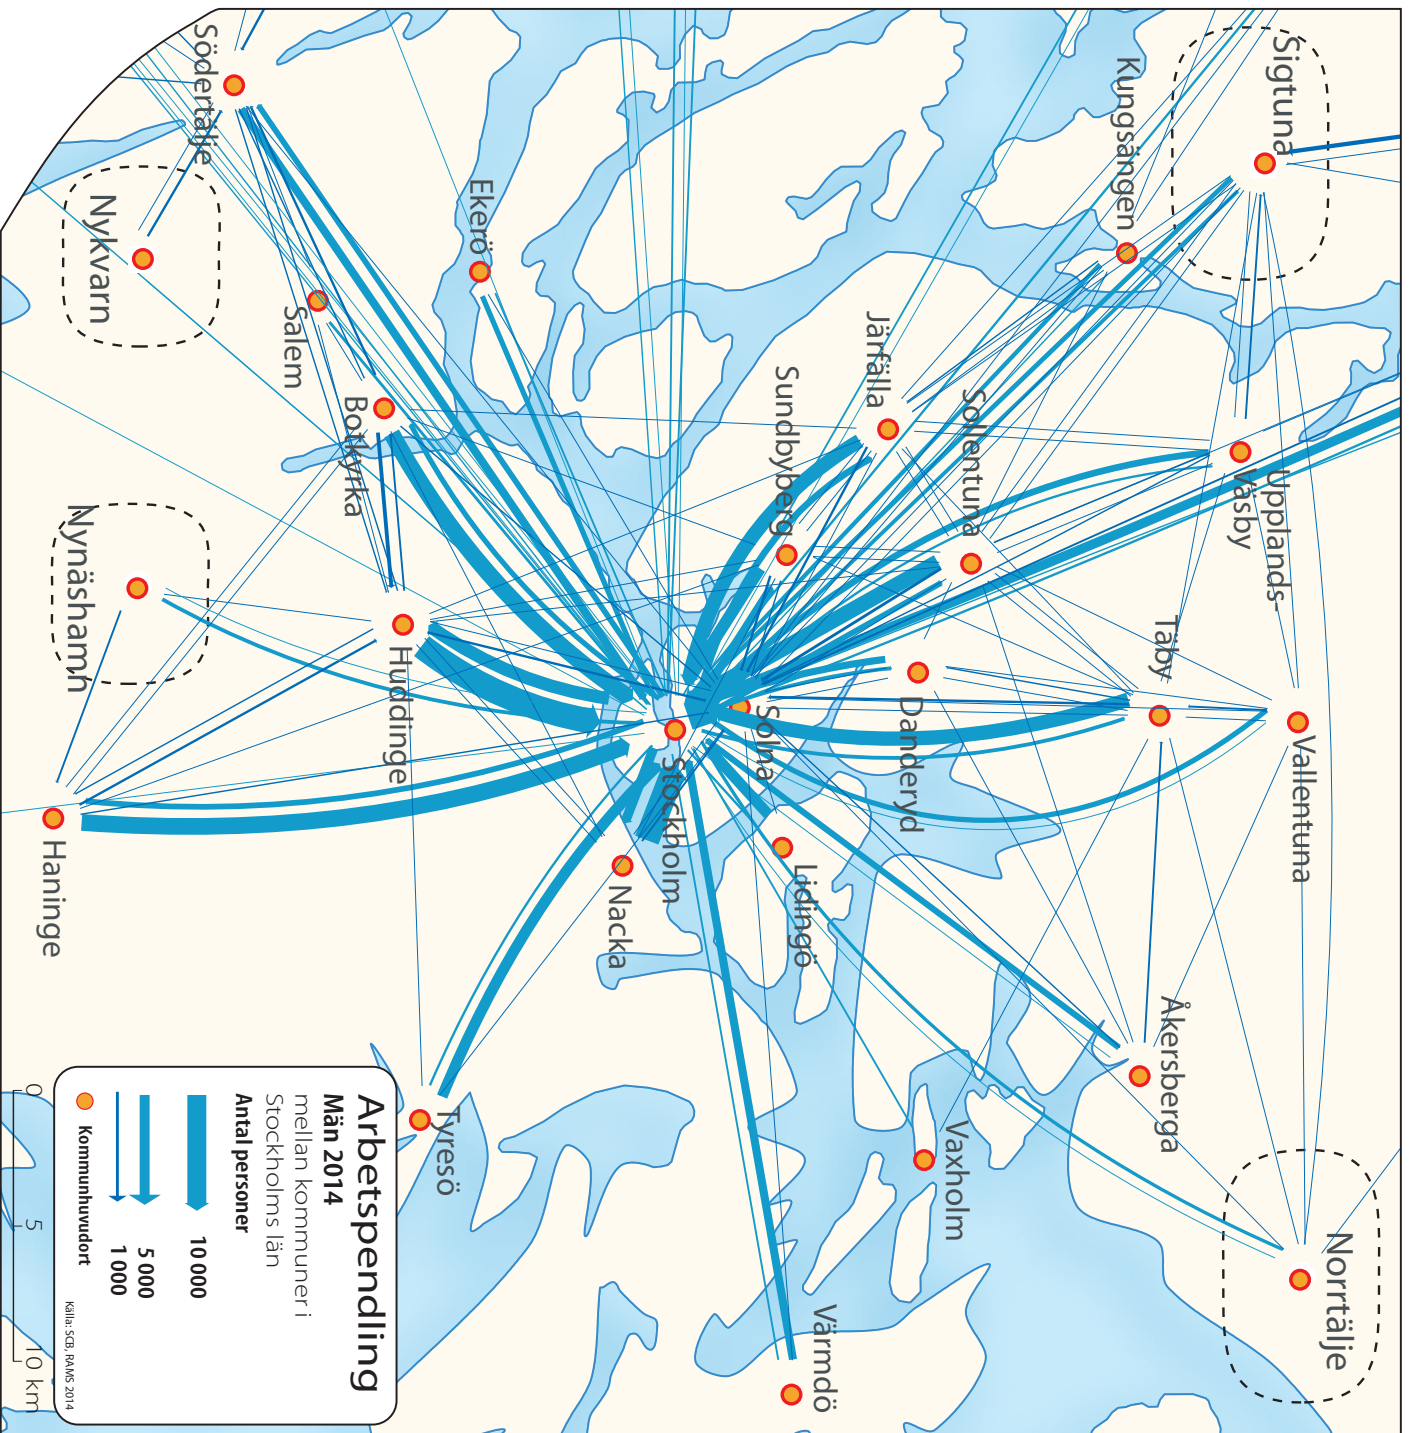 Norrtälje
Vallentuna
Sigtuna
Upplands-
Väsby
Åkersberga
Täby
Kungsängen
Sollentuna
Vaxholm
Danderyd
Järfälla
Värmdö
Lidingö
Sundbyberg
Solna
Stockholm
Nacka
Ekerö
Tyresö
Huddinge
Botkyrka
Salem
Södertälje
Nykvarn
Nynäshamn
Haninge
Arbetspendling
Män 2014
mellan kommuner i
Stockholms län
Antal personer
10 000
5 000
1 000
Kommunhuvudort
Källa: SCB, RAMS 2014
0 5 10 km